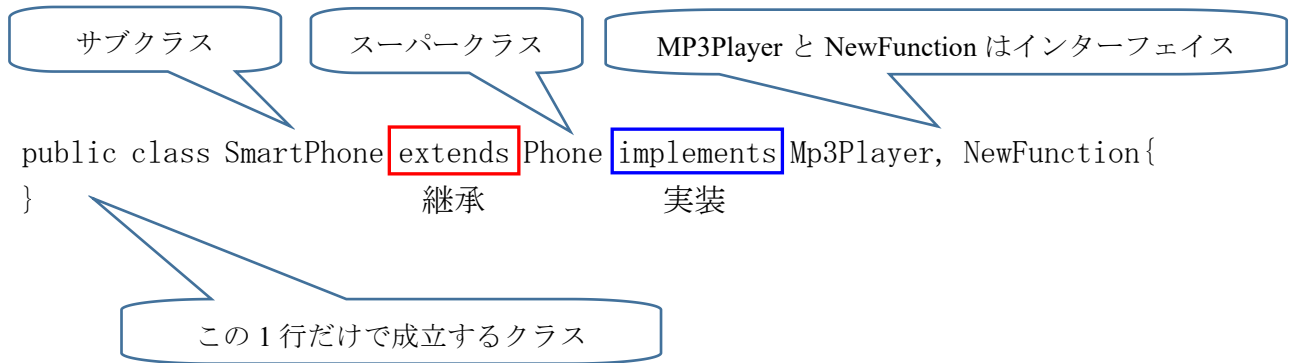 サブクラス
スーパークラス
MP3Player と NewFunction はインターフェイス
public class SmartPhone extends Phone implements Mp3Player, NewFunction{
}
継承
実装
この 1 行だけで成立するクラス